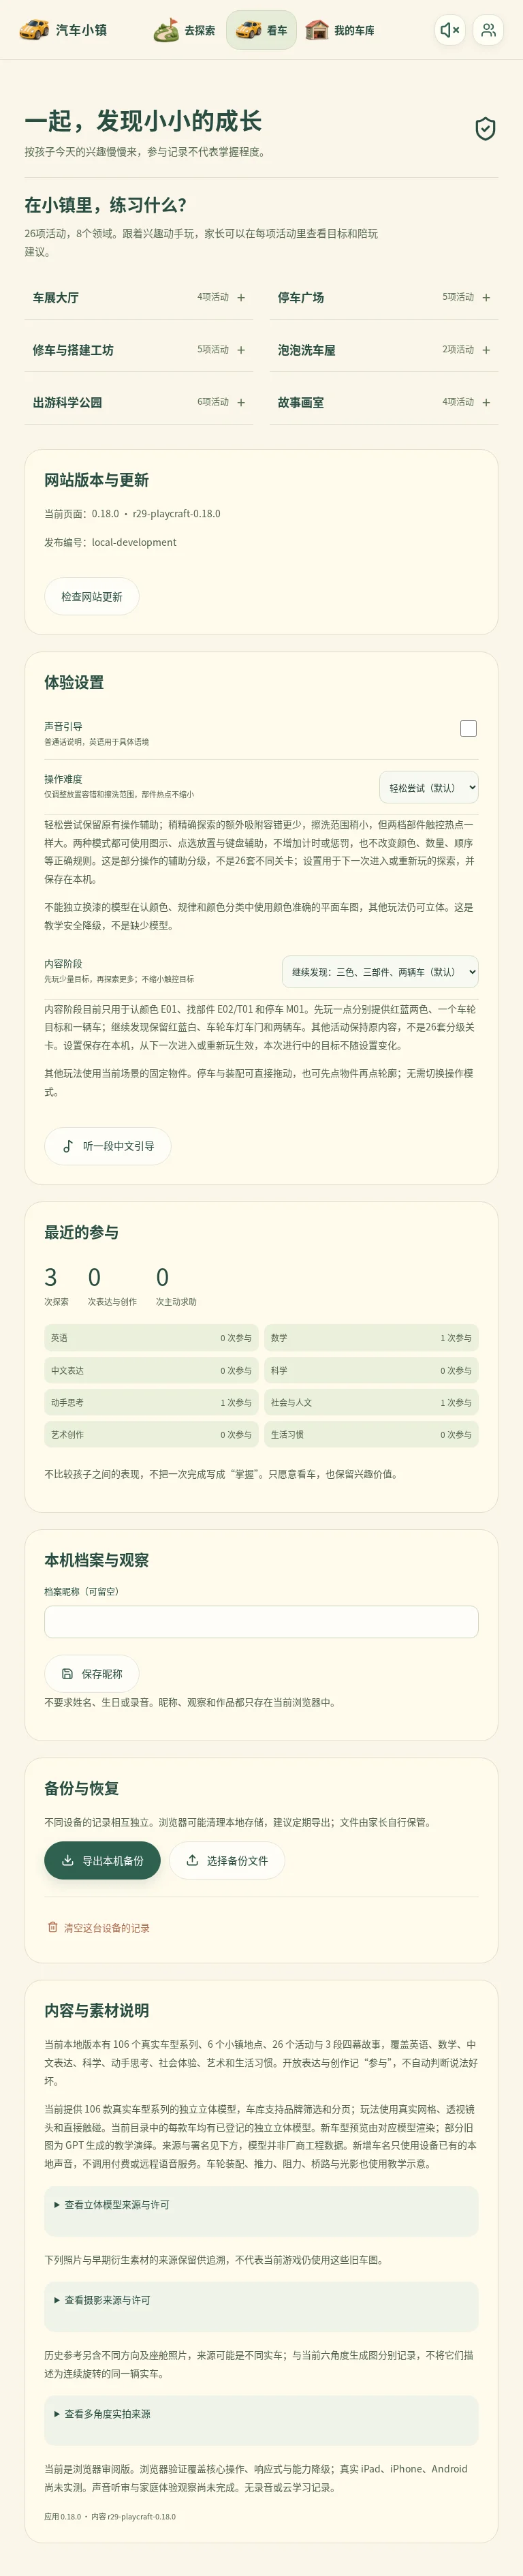 汽车小镇
去探索
看车
我的车库
一起，发现小小的成长
按孩子今天的兴趣慢慢来，参与记录不代表掌握程度。
在小镇里，练习什么？
26项活动，8个领域。跟着兴趣动手玩，家长可以在每项活动里查看目标和陪玩
建议。
车展大厅 4项活动 +
停车广场 5项活动 +
修车与搭建工坊 5项活动 +
泡泡洗车屋 2项活动 +
出游科学公园 6项活动 +
故事画室 4项活动 +
网站版本与更新
当前页面：0.18.0 · r29-playcraft-0.18.0
发布编号：local-development
检查网站更新
体验设置
声音引导
普通话说明，英语用于具体语境
操作难度
仅调整放置容错和擦洗范围，部件热点不缩小
轻松尝试（默认）
轻松尝试保留原有操作辅助；稍精确探索的额外吸附容错更少，擦洗范围稍小，但两档部件触控热点一
样大。两种模式都可使用图示、点选放置与键盘辅助，不增加计时或惩罚，也不改变颜色、数量、顺序
等正确规则。这是部分操作的辅助分级，不是26套不同关卡；设置用于下一次进入或重新玩的探索，并
保存在本机。
不能独立换漆的模型在认颜色、规律和颜色分类中使用颜色准确的平面车图，其他玩法仍可立体。这是
教学安全降级，不是缺少模型。
内容阶段
先玩少量目标，再探索更多；不缩小触控目标
继续发现：三色、三部件、两辆车（默认）
内容阶段目前只用于认颜色 E01、找部件 E02/T01 和停车 M01。先玩一点分别提供红蓝两色、一个车轮
目标和一辆车；继续发现保留红蓝白、车轮车灯车门和两辆车。其他活动保持原内容，不是26套分级关
卡。设置保存在本机，从下一次进入或重新玩生效，本次进行中的目标不随设置变化。
其他玩法使用当前场景的固定物件。停车与装配可直接拖动，也可先点物件再点轮廓；无需切换操作模
式。
听一段中文引导
最近的参与
3 0 0
次探索 次表达与创作 次主动求助
英语 0 次参与
数学 1 次参与
中文表达 0 次参与
科学 0 次参与
动手思考 1 次参与
社会与人文 1 次参与
艺术创作 0 次参与
生活习惯 0 次参与
不比较孩子之间的表现，不把一次完成写成“掌握”。只愿意看车，也保留兴趣价值。
本机档案与观察
档案昵称（可留空）
保存昵称
不要求姓名、生日或录音。昵称、观察和作品都只存在当前浏览器中。
备份与恢复
不同设备的记录相互独立。浏览器可能清理本地存储，建议定期导出；文件由家长自行保管。
导出本机备份
选择备份文件
清空这台设备的记录
内容与素材说明
当前本地版本有 106 个真实车型系列、6 个小镇地点、26 个活动与 3 段四幕故事，覆盖英语、数学、中
文表达、科学、动手思考、社会体验、艺术和生活习惯。开放表达与创作记“参与”，不自动判断说法好
坏。
当前提供 106 款真实车型系列的独立立体模型，车库支持品牌筛选和分页；玩法使用真实网格、透视镜
头和直接触碰。当前目录中的每款车均有已登记的独立立体模型。新车型预览由对应模型渲染；部分旧
图为 GPT 生成的教学演绎。来源与署名见下方，模型并非厂商工程数据。新增车名只使用设备已有的本
地声音，不调用付费或远程语音服务。车轮装配、推力、阻力、桥路与光影也使用教学示意。
▶ 查看立体模型来源与许可
下列照片与早期衍生素材的来源保留供追溯，不代表当前游戏仍使用这些旧车图。
▶ 查看摄影来源与许可
历史参考另含不同方向及座舱照片，来源可能是不同实车；与当前六角度生成图分别记录，不将它们描
述为连续旋转的同一辆实车。
▶ 查看多角度实拍来源
当前是浏览器审阅版。浏览器验证覆盖核心操作、响应式与能力降级；真实 iPad、iPhone、Android
尚未实测。声音听审与家庭体验观察尚未完成。无录音或云学习记录。
应用 0.18.0 · 内容 r29-playcraft-0.18.0